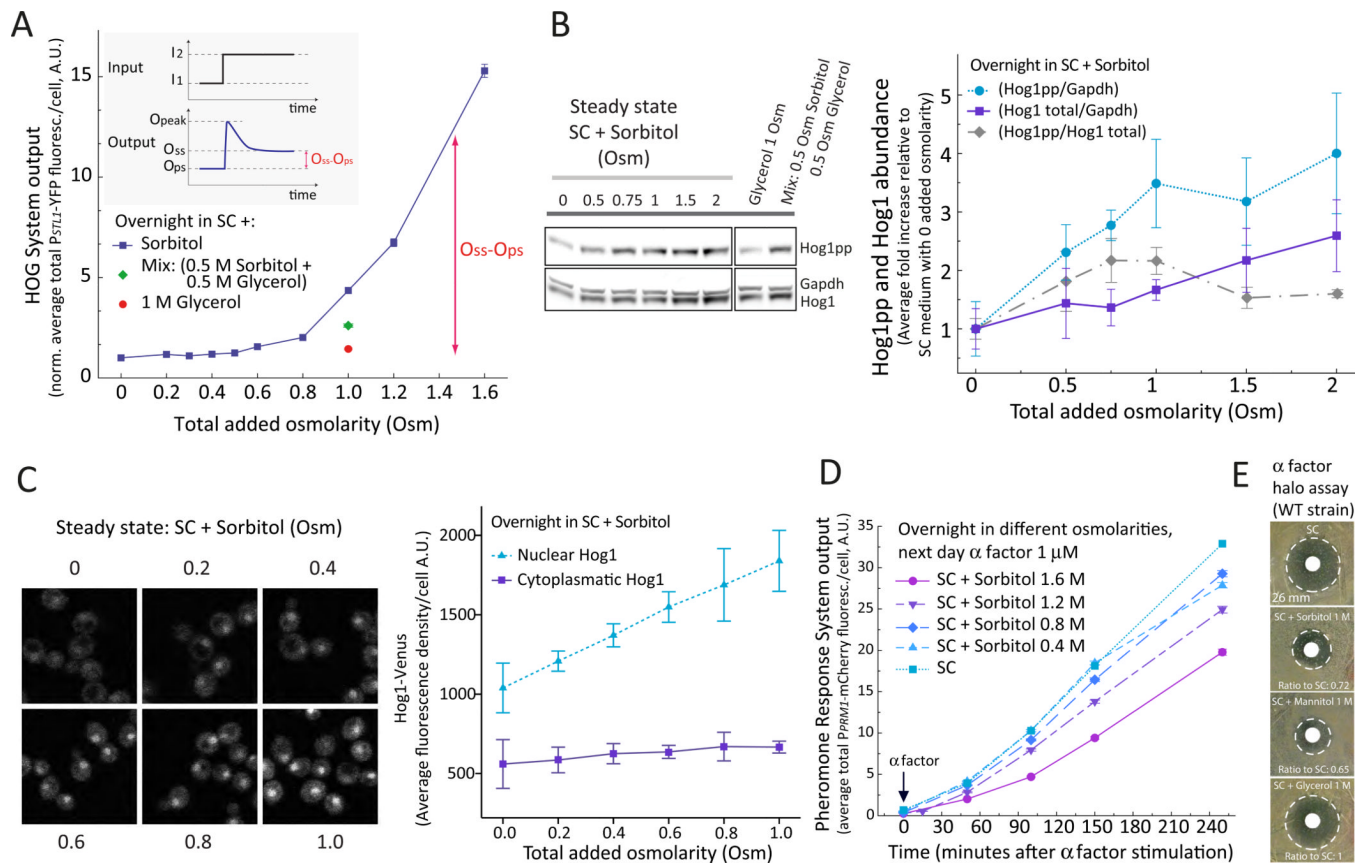 A
HOG System output
(norm. average total PSTL1-YFP fluoresc./cell, A.U.)
15
10
5
0
Input
I2
I1
time
Output
Opeak
Oss
Ops
Oss-Ops
time
Overnight in SC +:
Sorbitol
Mix: (0.5 M Sorbitol +
0.5 M Glycerol)
1 M Glycerol
Oss-Ops
0 0.2 0.4 0.6 0.8 1.0 1.2 1.4 1.6
Total added osmolarity (Osm)
B
Steady state
SC + Sorbitol
(Osm)
0 0.5 0.75 1 1.5 2
Glycerol 1 Osm
Mix: 0.5 Osm Sorbitol
0.5 Osm Glycerol
Hog1pp
Gapdh
Hog1
Hog1pp and Hog1 abundance
(Average fold increase relative to
SC medium with 0 added osmolarity)
5
4
3
2
1
0
Overnight in SC + Sorbitol
(Hog1pp/Gapdh)
(Hog1 total/Gapdh)
(Hog1pp/Hog1 total)
0 0.5 1 1.5 2
Total added osmolarity (Osm)
C
Steady state: SC + Sorbitol (Osm)
0 0.2 0.4
0.6 0.8 1.0
Hog1-Venus
(Average fluorescence density/cell A.U.)
2000
1500
1000
500
Overnight in SC + Sorbitol
Nuclear Hog1
Cytoplasmatic Hog1
0.0 0.2 0.4 0.6 0.8 1.0
Total added osmolarity (Osm)
D
Pheromone Response System output
(average total PPRM1-mCherry fluoresc./cell, A.U.)
35
30
25
20
15
10
5
0
Overnight in different osmolarities,
next day α factor 1 μM
SC + Sorbitol 1.6 M
SC + Sorbitol 1.2 M
SC + Sorbitol 0.8 M
SC + Sorbitol 0.4 M
SC
α factor
0 30 60 90 120 150 180 210 240
Time (minutes after α factor stimulation)
E
α factor
halo assay
(WT strain)
SC
26 mm
SC + Sorbitol 1 M
Ratio to SC: 0.72
SC + Mannitol 1 M
Ratio to SC: 0.65
SC + Glycerol 1 M
Ratio to SC: 1